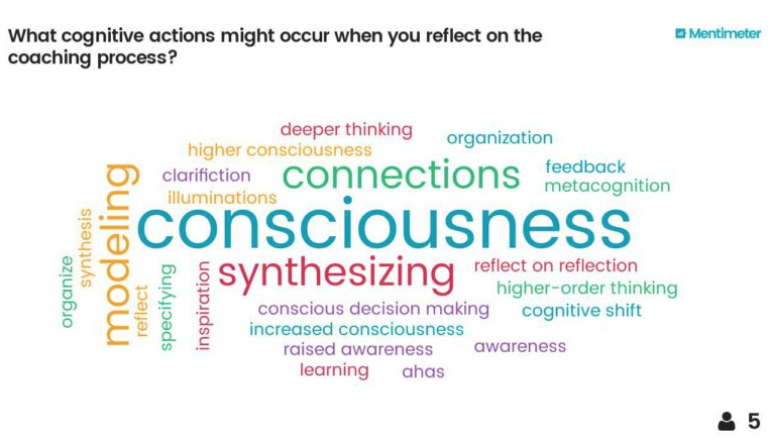 What cognitive actions might occur when you reflect on the
coaching process?
Mentimeter
deeper thinking
organization
higher consciousness
clarifiction
connections
feedback
metacognition
illuminations
consciousness
modeling
synthesis
organize
reflect
specifying
inspiration
synthesizing
reflect on reflection
higher-order thinking
conscious decision making
cognitive shift
increased consciousness
raised awareness
awareness
learning
ahas
5